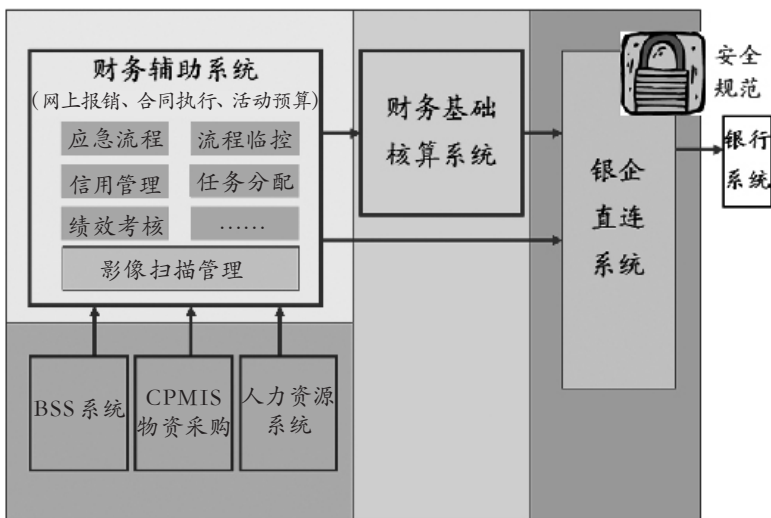 财务辅助系统
(网上报销、合同执行、活动预算)
应急流程
流程临控
信用管理
任务分配
绩效考核
……
影像扫描管理
财务基础
核算系统
银企
直连
系统
安全
规范
银行
系统
BSS系统
CPMIS
物资采购
人力资源
系统